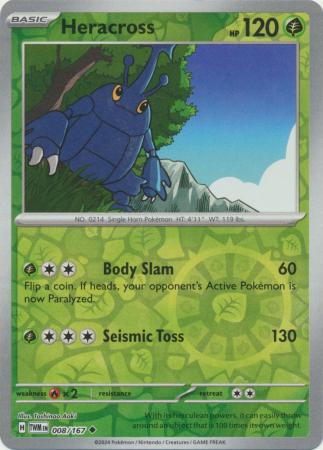 BASIC
Heracross
HP 120
NO. 0214 Single Horn Pokémon HT: 4'11" WT: 119 lbs.
Body Slam 60
Flip a coin. If heads, your opponent's Active Pokémon is
now Paralyzed.
Seismic Toss 130
weakness ×2 resistance retreat
Illus. Toshinao Aoki
H TWM EN 008/167
With its Herculean powers, it can easily throw
around an object that is 100 times its own weight.
©2024 Pokémon / Nintendo / Creatures / GAME FREAK